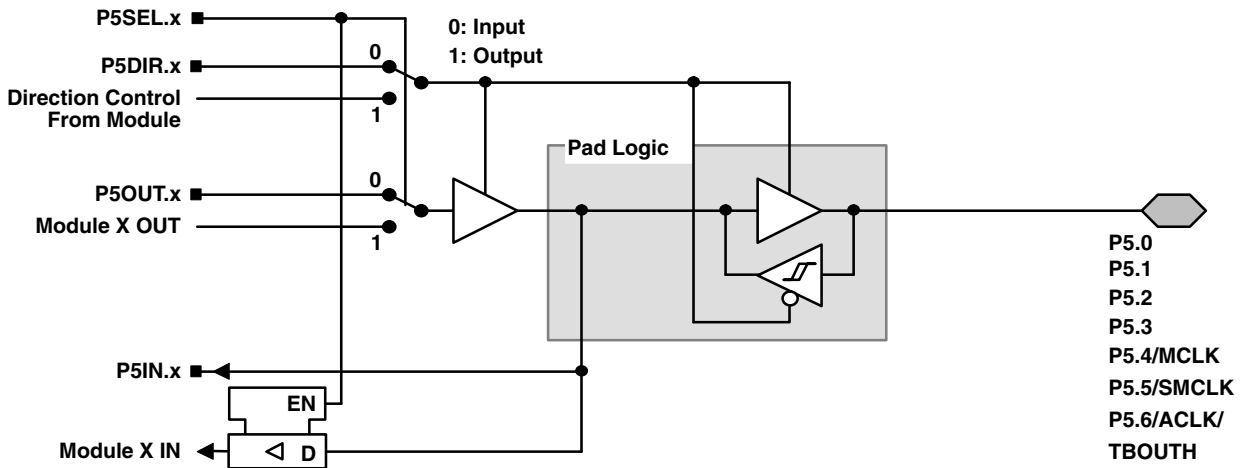 P5SEL.x
0: Input
1: Output
0
P5DIR.x
Direction Control
From Module
1
Pad Logic
0
P5OUT.x
Module X OUT
1
P5.0
P5.1
P5.2
P5.3
P5.4/MCLK
P5.5/SMCLK
P5.6/ACLK/
TBOUTH
P5IN.x
EN
Module X IN
D